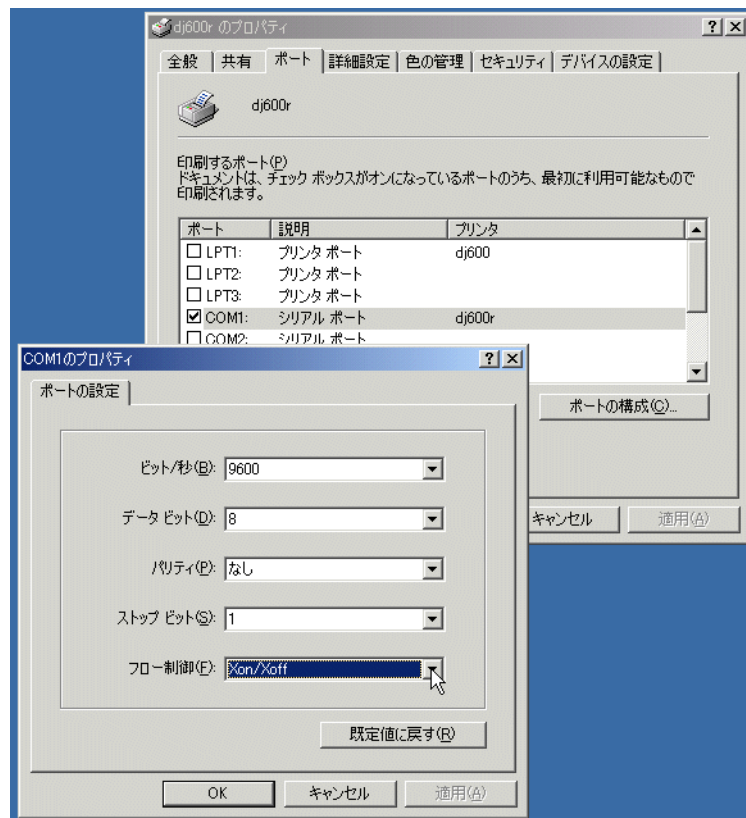 dj600r のプロパティ
全般 共有 ポート 詳細設定 色の管理 セキュリティ デバイスの設定
dj600r
印刷するポート(P)
ドキュメントは、チェック ボックスがオンになっているポートのうち、最初に利用可能なもので
印刷されます。
ポート 説明 プリンタ
LPT1: プリンタ ポート dj600
LPT2: プリンタ ポート
LPT3: プリンタ ポート
COM1: シリアル ポート dj600r
COM2: シリアル ポート
ポートの構成(C)...
キャンセル 適用(A)
COM1のプロパティ
ポートの設定
ビット/秒(B): 9600
データ ビット(D): 8
パリティ(P): なし
ストップ ビット(S): 1
フロー制御(F): Xon/Xoff
既定値に戻す(R)
OK キャンセル 適用(A)